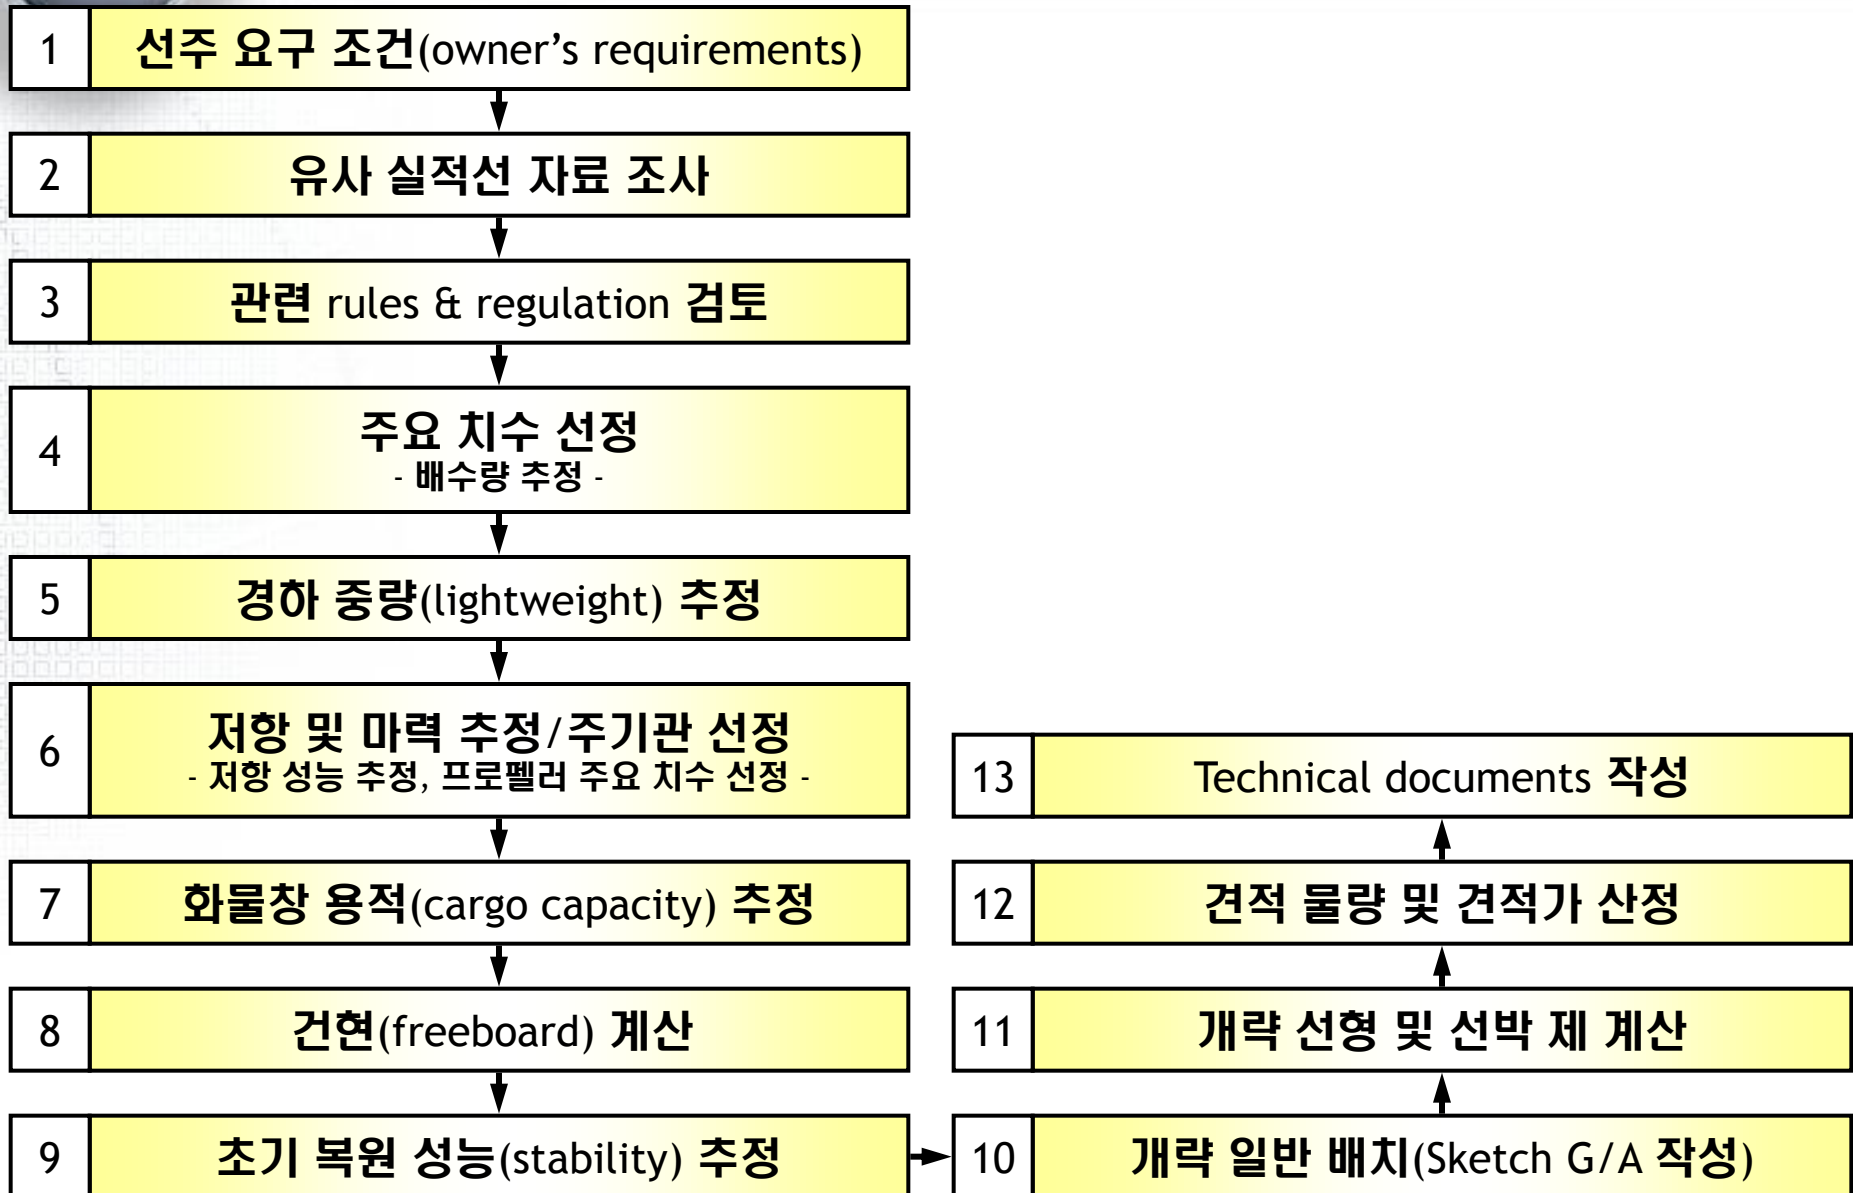 1 선주 요구 조건(owner’s requirements)
2 유사 실적선 자료 조사
3 관련 rules & regulation 검토
4 주요 치수 선정
- 배수량 추정 -
5 경하 중량(lightweight) 추정
6 저항 및 마력 추정/주기관 선정
- 저항 성능 추정, 프로펠러 주요 치수 선정 -
7 화물창 용적(cargo capacity) 추정
8 건현(freeboard) 계산
9 초기 복원 성능(stability) 추정
10 개략 일반 배치(Sketch G/A 작성)
11 개략 선형 및 선박 제 계산
12 견적 물량 및 견적가 산정
13 Technical documents 작성